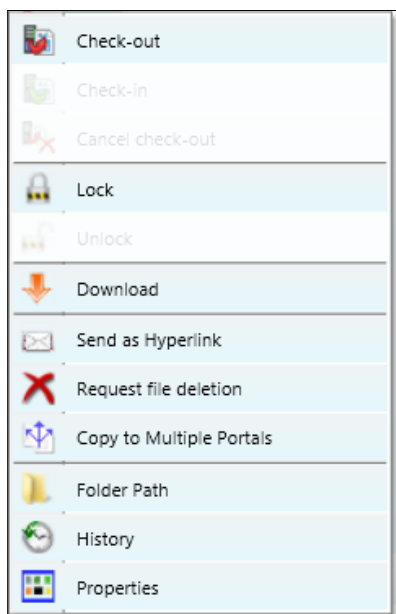 Check-out
Check-in
Cancel check-out
Lock
Unlock
Download
Send as Hyperlink
Request file deletion
Copy to Multiple Portals
Folder Path
History
Properties